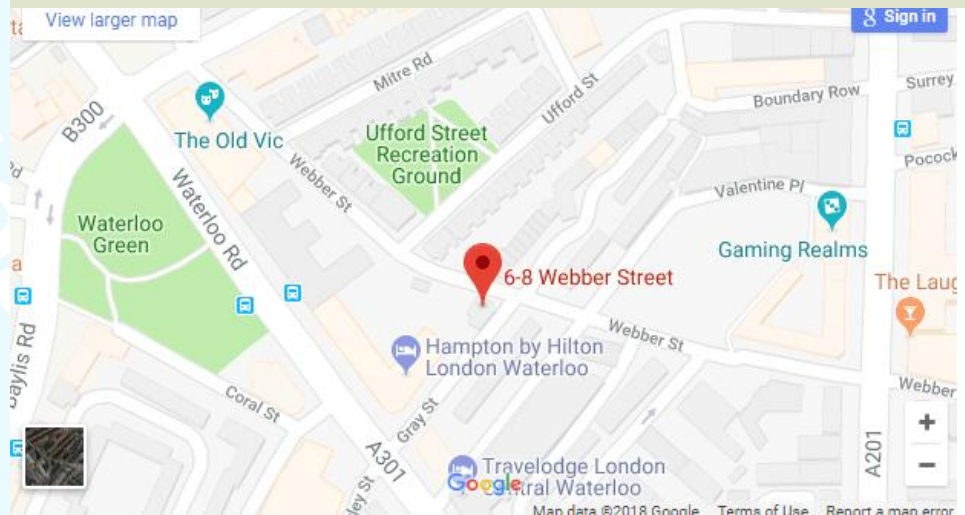 View larger map
Sign in
Mitre Rd
Surrey
B300
Boundary Row
Ufford St
The Old Vic
Ufford Street
Recreation
Ground
Pocock
Webber St
Valentine Pl
Waterloo
Green
Waterloo Rd
Gaming Realms
6-8 Webber Street
The Laug
Webber St
Baylis Rd
Hampton by Hilton
London Waterloo
Webber
Coral St
Gray St
A301
A201
Travelodge London
Central Waterloo
Google
ley St
+
−
Map data ©2018 Google Terms of Use Report a map error